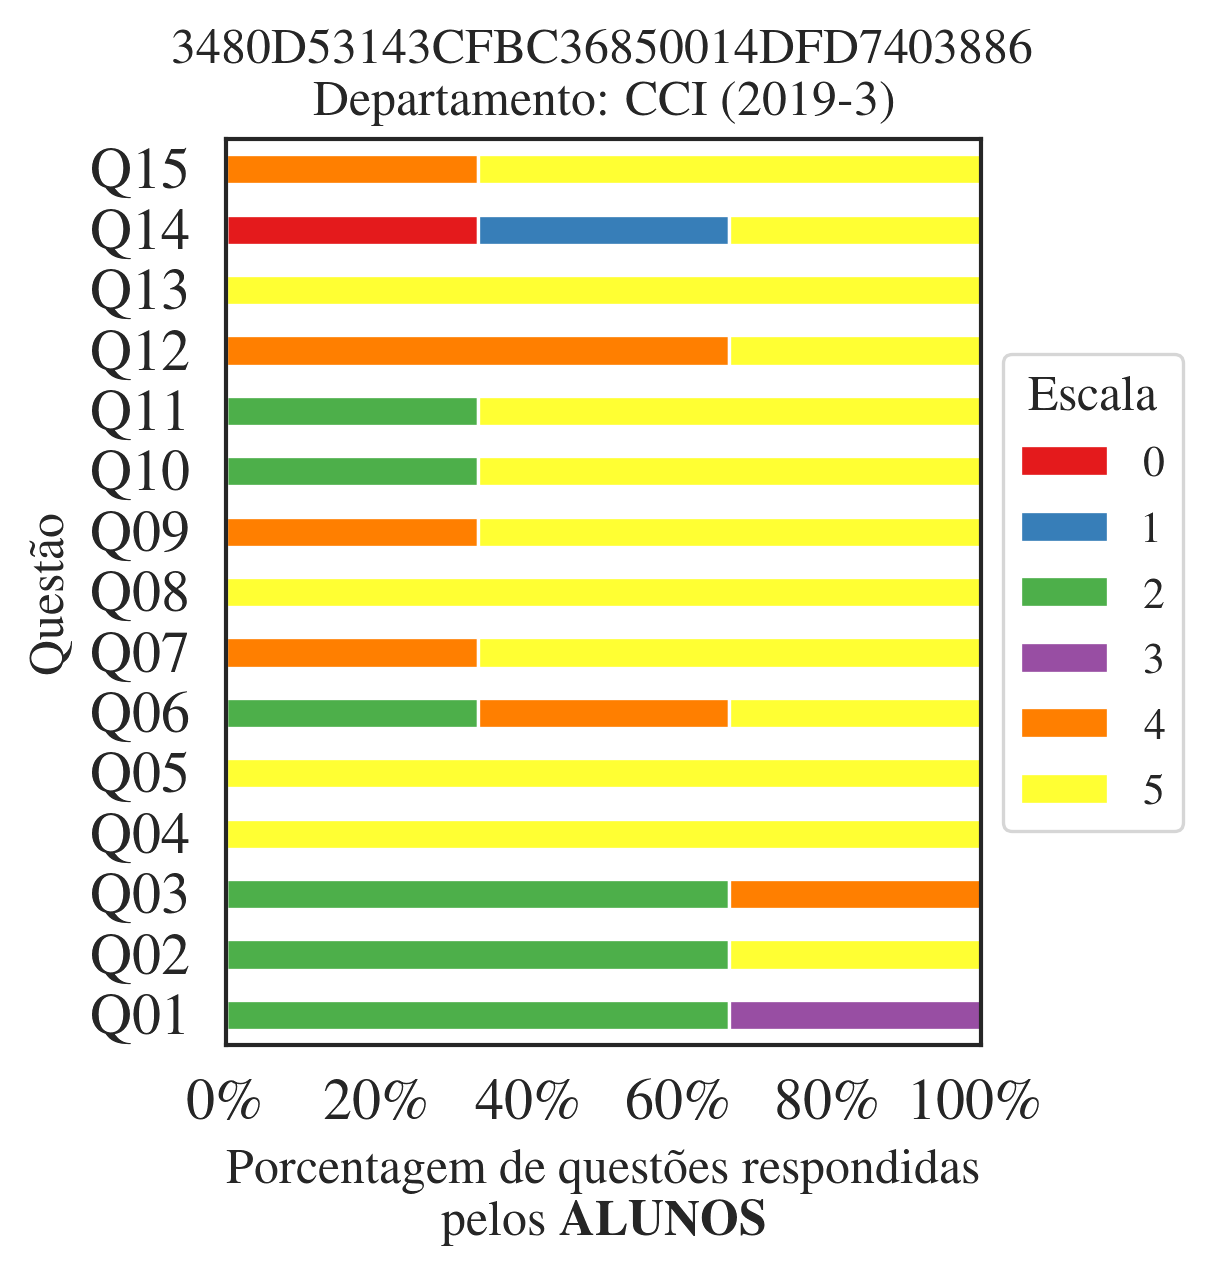 3480D53143CFBC36850014DFD7403886
Departamento: CCI (2019-3)
Q15
Q14
Q13
Q12
Q11
Q10
Q09
Q08
Q07
Q06
Q05
Q04
Q03
Q02
Q01
Questão
0% 20% 40% 60% 80% 100%
Porcentagem de questões respondidas
pelos ALUNOS
Escala
0
1
2
3
4
5